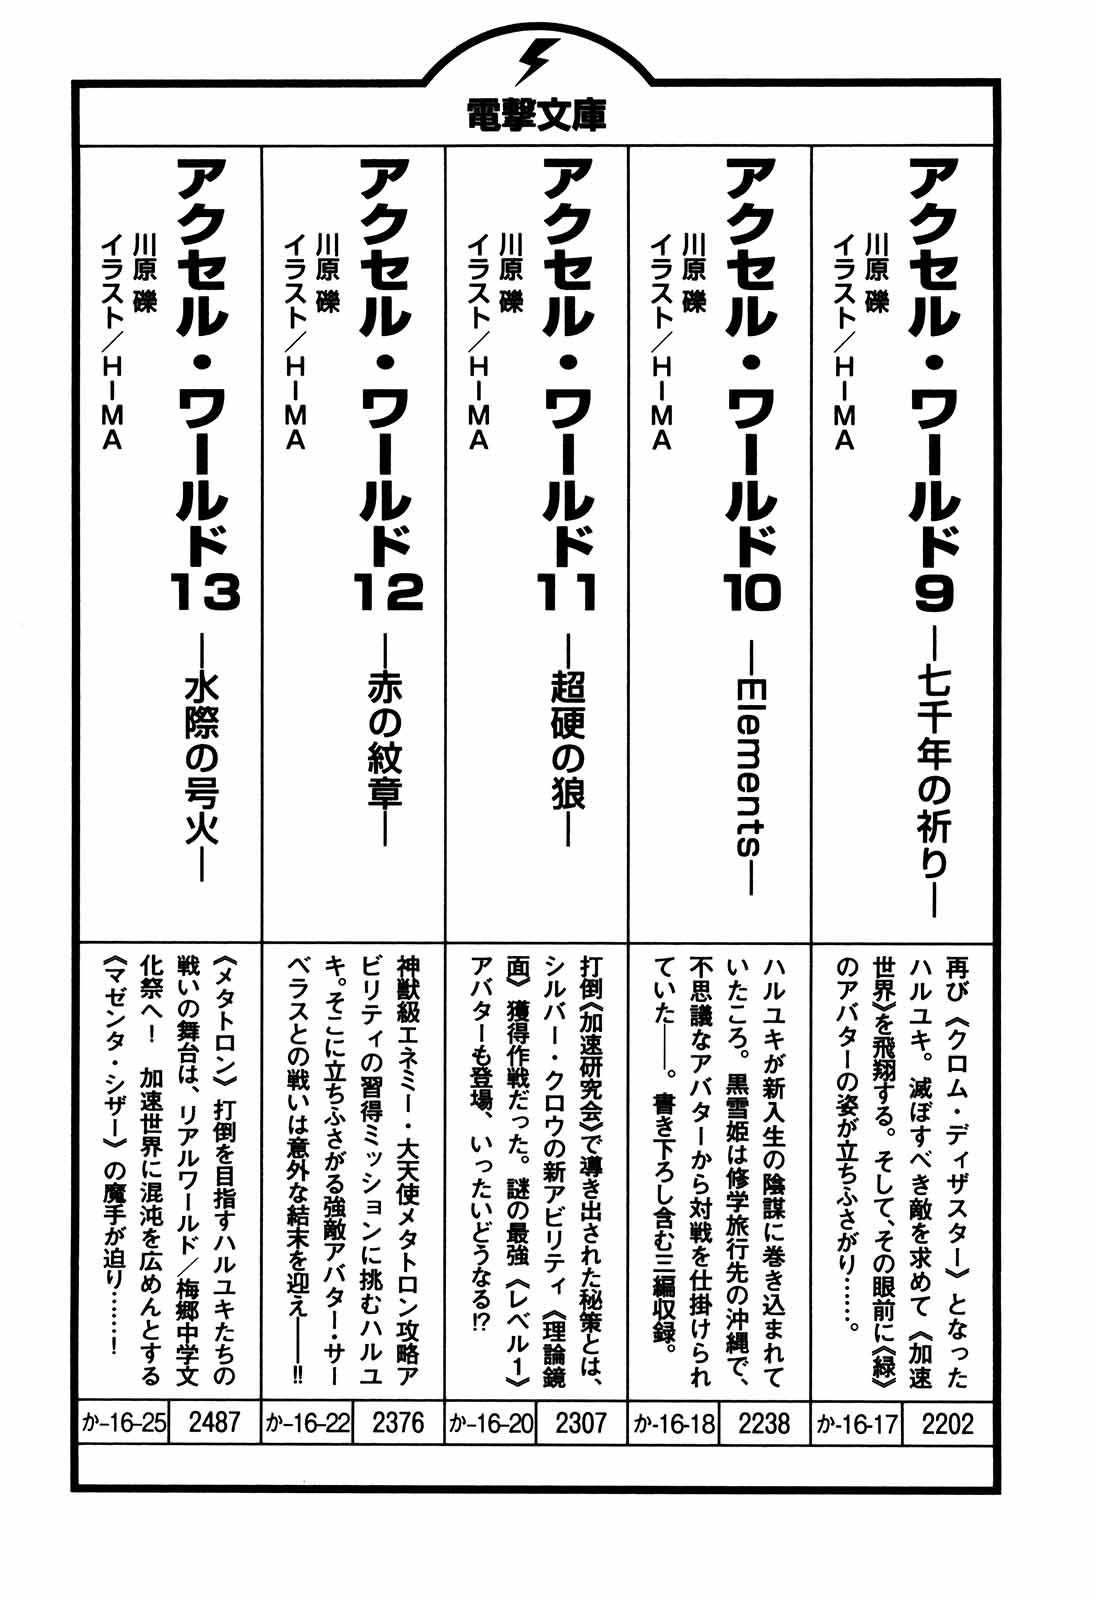 電撃文庫
アクセル・ワールド9
―七千年の祈り―
川原 礫
イラスト／HIMA
再び《クロム・ディザスター》となった
ハルユキ。滅ぼすべき敵を求めて《加速
世界》を飛翔する。そして、その眼前に《緑》
のアバターの姿が立ちふさがり……。
か-16-17
2202
アクセル・ワールド10
―Elements―
川原 礫
イラスト／HIMA
ハルユキが新入生の陰謀に巻き込まれて
いたころ。黒雪姫は修学旅行先の沖縄で、
不思議なアバターから対戦を仕掛けられ
ていた――。書き下ろし含む三編収録。
か-16-18
2238
アクセル・ワールド11
―超硬の狼―
川原 礫
イラスト／HIMA
打倒《加速研究会》で導き出された秘策とは、
シルバー・クロウの新アビリティ《理論鏡
面》獲得作戦だった。謎の最強《レベル1》
アバターも登場、いったいどうなる!?
か-16-20
2307
アクセル・ワールド12
―赤の紋章―
川原 礫
イラスト／HIMA
神獣級エネミー・大天使メタトロン攻略ア
ビリティの習得ミッションに挑むハルユ
キ。そこに立ちふさがる強敵アバター・サー
ベラスとの戦いは意外な結末を迎え――!!
か-16-22
2376
アクセル・ワールド13
―水際の号火―
川原 礫
イラスト／HIMA
《メタトロン》打倒を目指すハルユキたちの
戦いの舞台は、リアルワールド／梅郷中学文
化祭へ！　加速世界に混沌を広めんとする
《マゼンタ・シザー》の魔手が迫り……！
か-16-25
2487